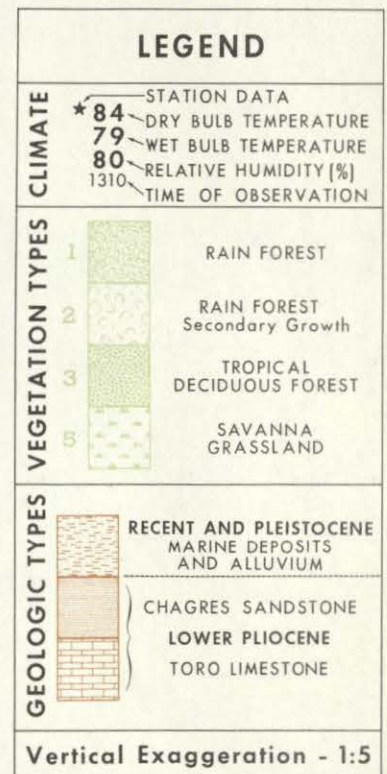 LEGEND
CLIMATE
STATION DATA
★ 84 DRY BULB TEMPERATURE
79 WET BULB TEMPERATURE
80 RELATIVE HUMIDITY (%)
1310 TIME OF OBSERVATION
VEGETATION TYPES
1 RAIN FOREST
2 RAIN FOREST
Secondary Growth
3 TROPICAL
DECIDUOUS FOREST
5 SAVANNA
GRASSLAND
GEOLOGIC TYPES
RECENT AND PLEISTOCENE
MARINE DEPOSITS
AND ALLUVIUM
CHAGRES SANDSTONE
LOWER PLIOCENE
TORO LIMESTONE
Vertical Exaggeration - 1:5